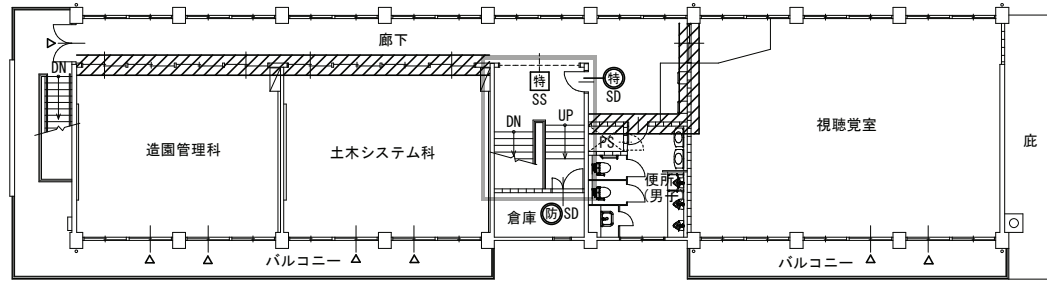 廊下
DN
特
SS
特
SD
DN
UP
PS
造園管理科
土木システム科
視聴覚室
庇
便所
(男子
倉庫
防
SD
バルコニー
バルコニー